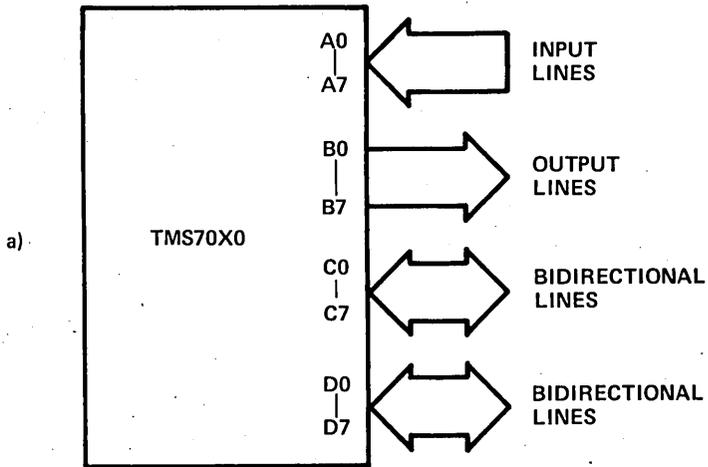 A0
INPUT
LINES
A7
B0
OUTPUT
LINES
B7
a)
TMS70X0
C0
BIDIRECTIONAL
LINES
C7
D0
BIDIRECTIONAL
LINES
D7